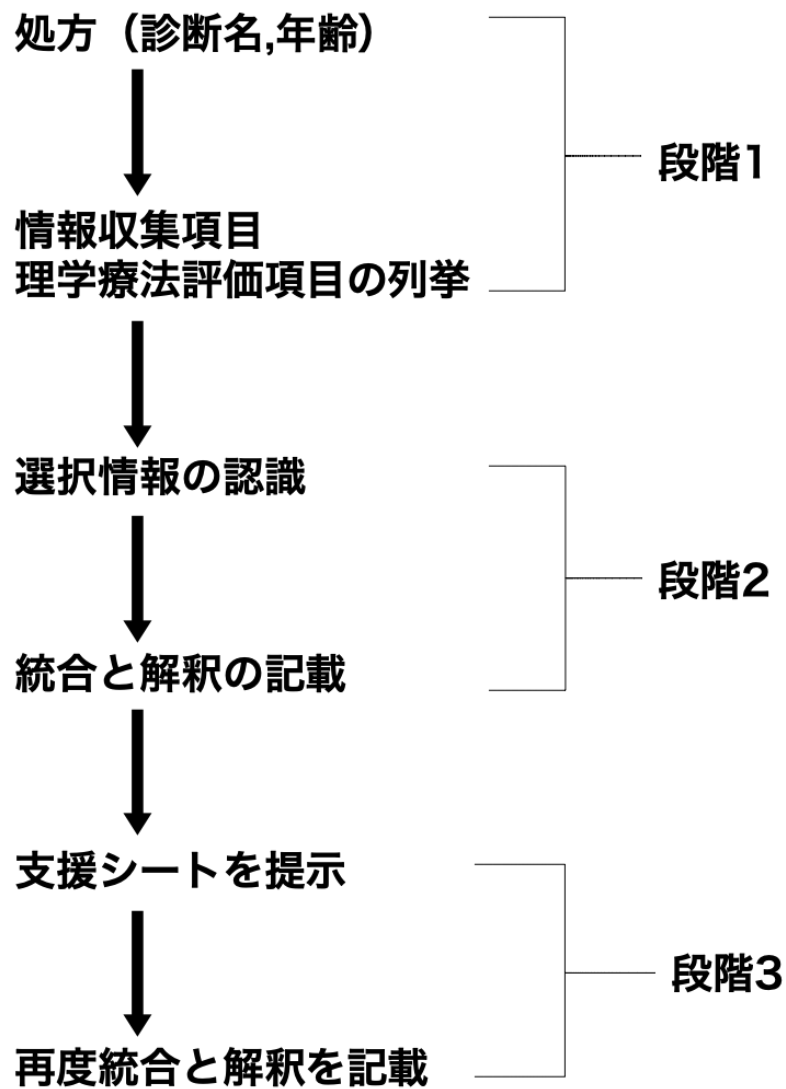 処方（診断名,年齢）
段階1
情報収集項目
理学療法評価項目の列挙
選択情報の認識
段階2
統合と解釈の記載
支援シートを提示
段階3
再度統合と解釈を記載